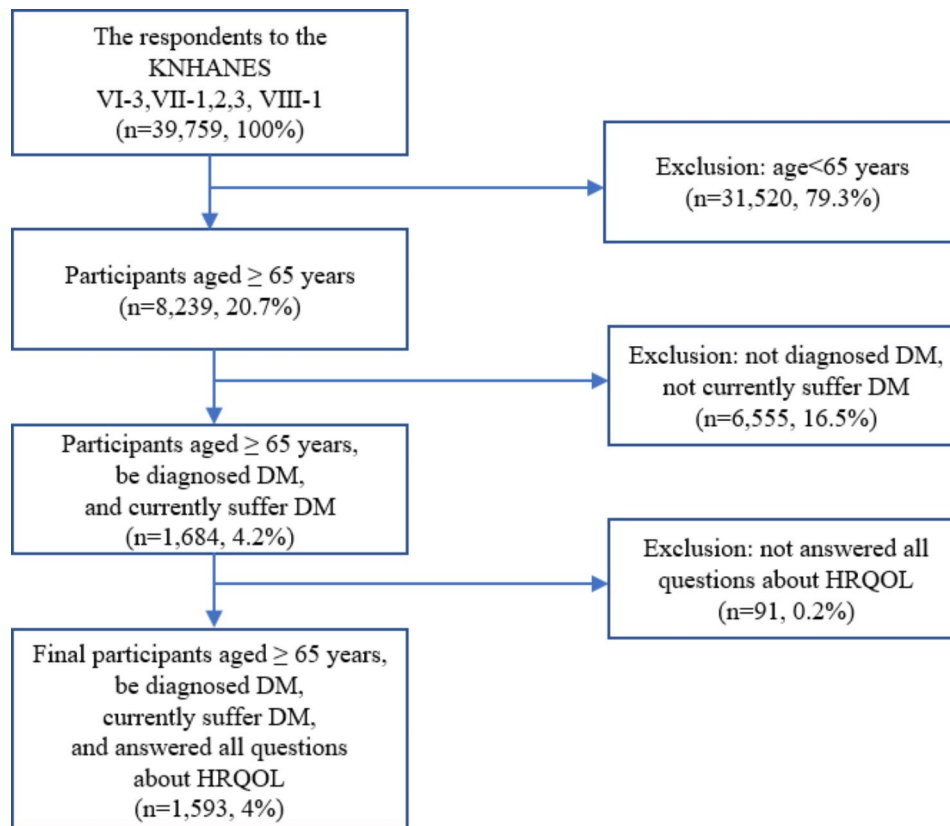 The respondents to the
KNHANES
VI-3,VII-1,2,3, VIII-1
(n=39,759, 100%)
Exclusion: age<65 years
(n=31,520, 79.3%)
Participants aged ≥ 65 years
(n=8,239, 20.7%)
Exclusion: not diagnosed DM,
not currently suffer DM
(n=6,555, 16.5%)
Participants aged ≥ 65 years,
be diagnosed DM,
and currently suffer DM
(n=1,684, 4.2%)
Exclusion: not answered all
questions about HRQOL
(n=91, 0.2%)
Final participants aged ≥ 65 years,
be diagnosed DM,
currently suffer DM,
and answered all questions
about HRQOL
(n=1,593, 4%)